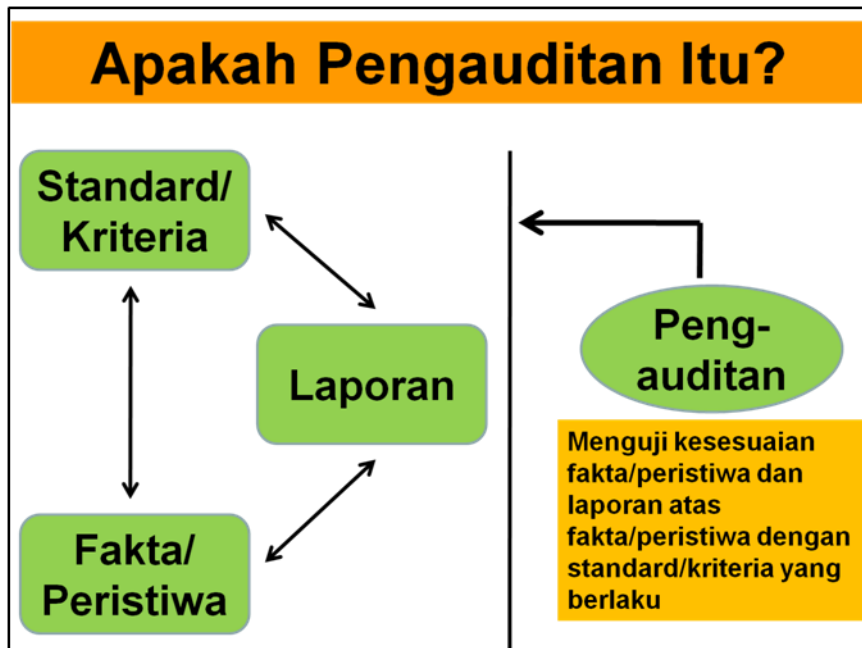 Apakah Pengauditan Itu?
Standard/
Kriteria
Laporan
Fakta/
Peristiwa
Peng-
auditan
Menguji kesesuaian
fakta/peristiwa dan
laporan atas
fakta/peristiwa dengan
standard/kriteria yang
berlaku